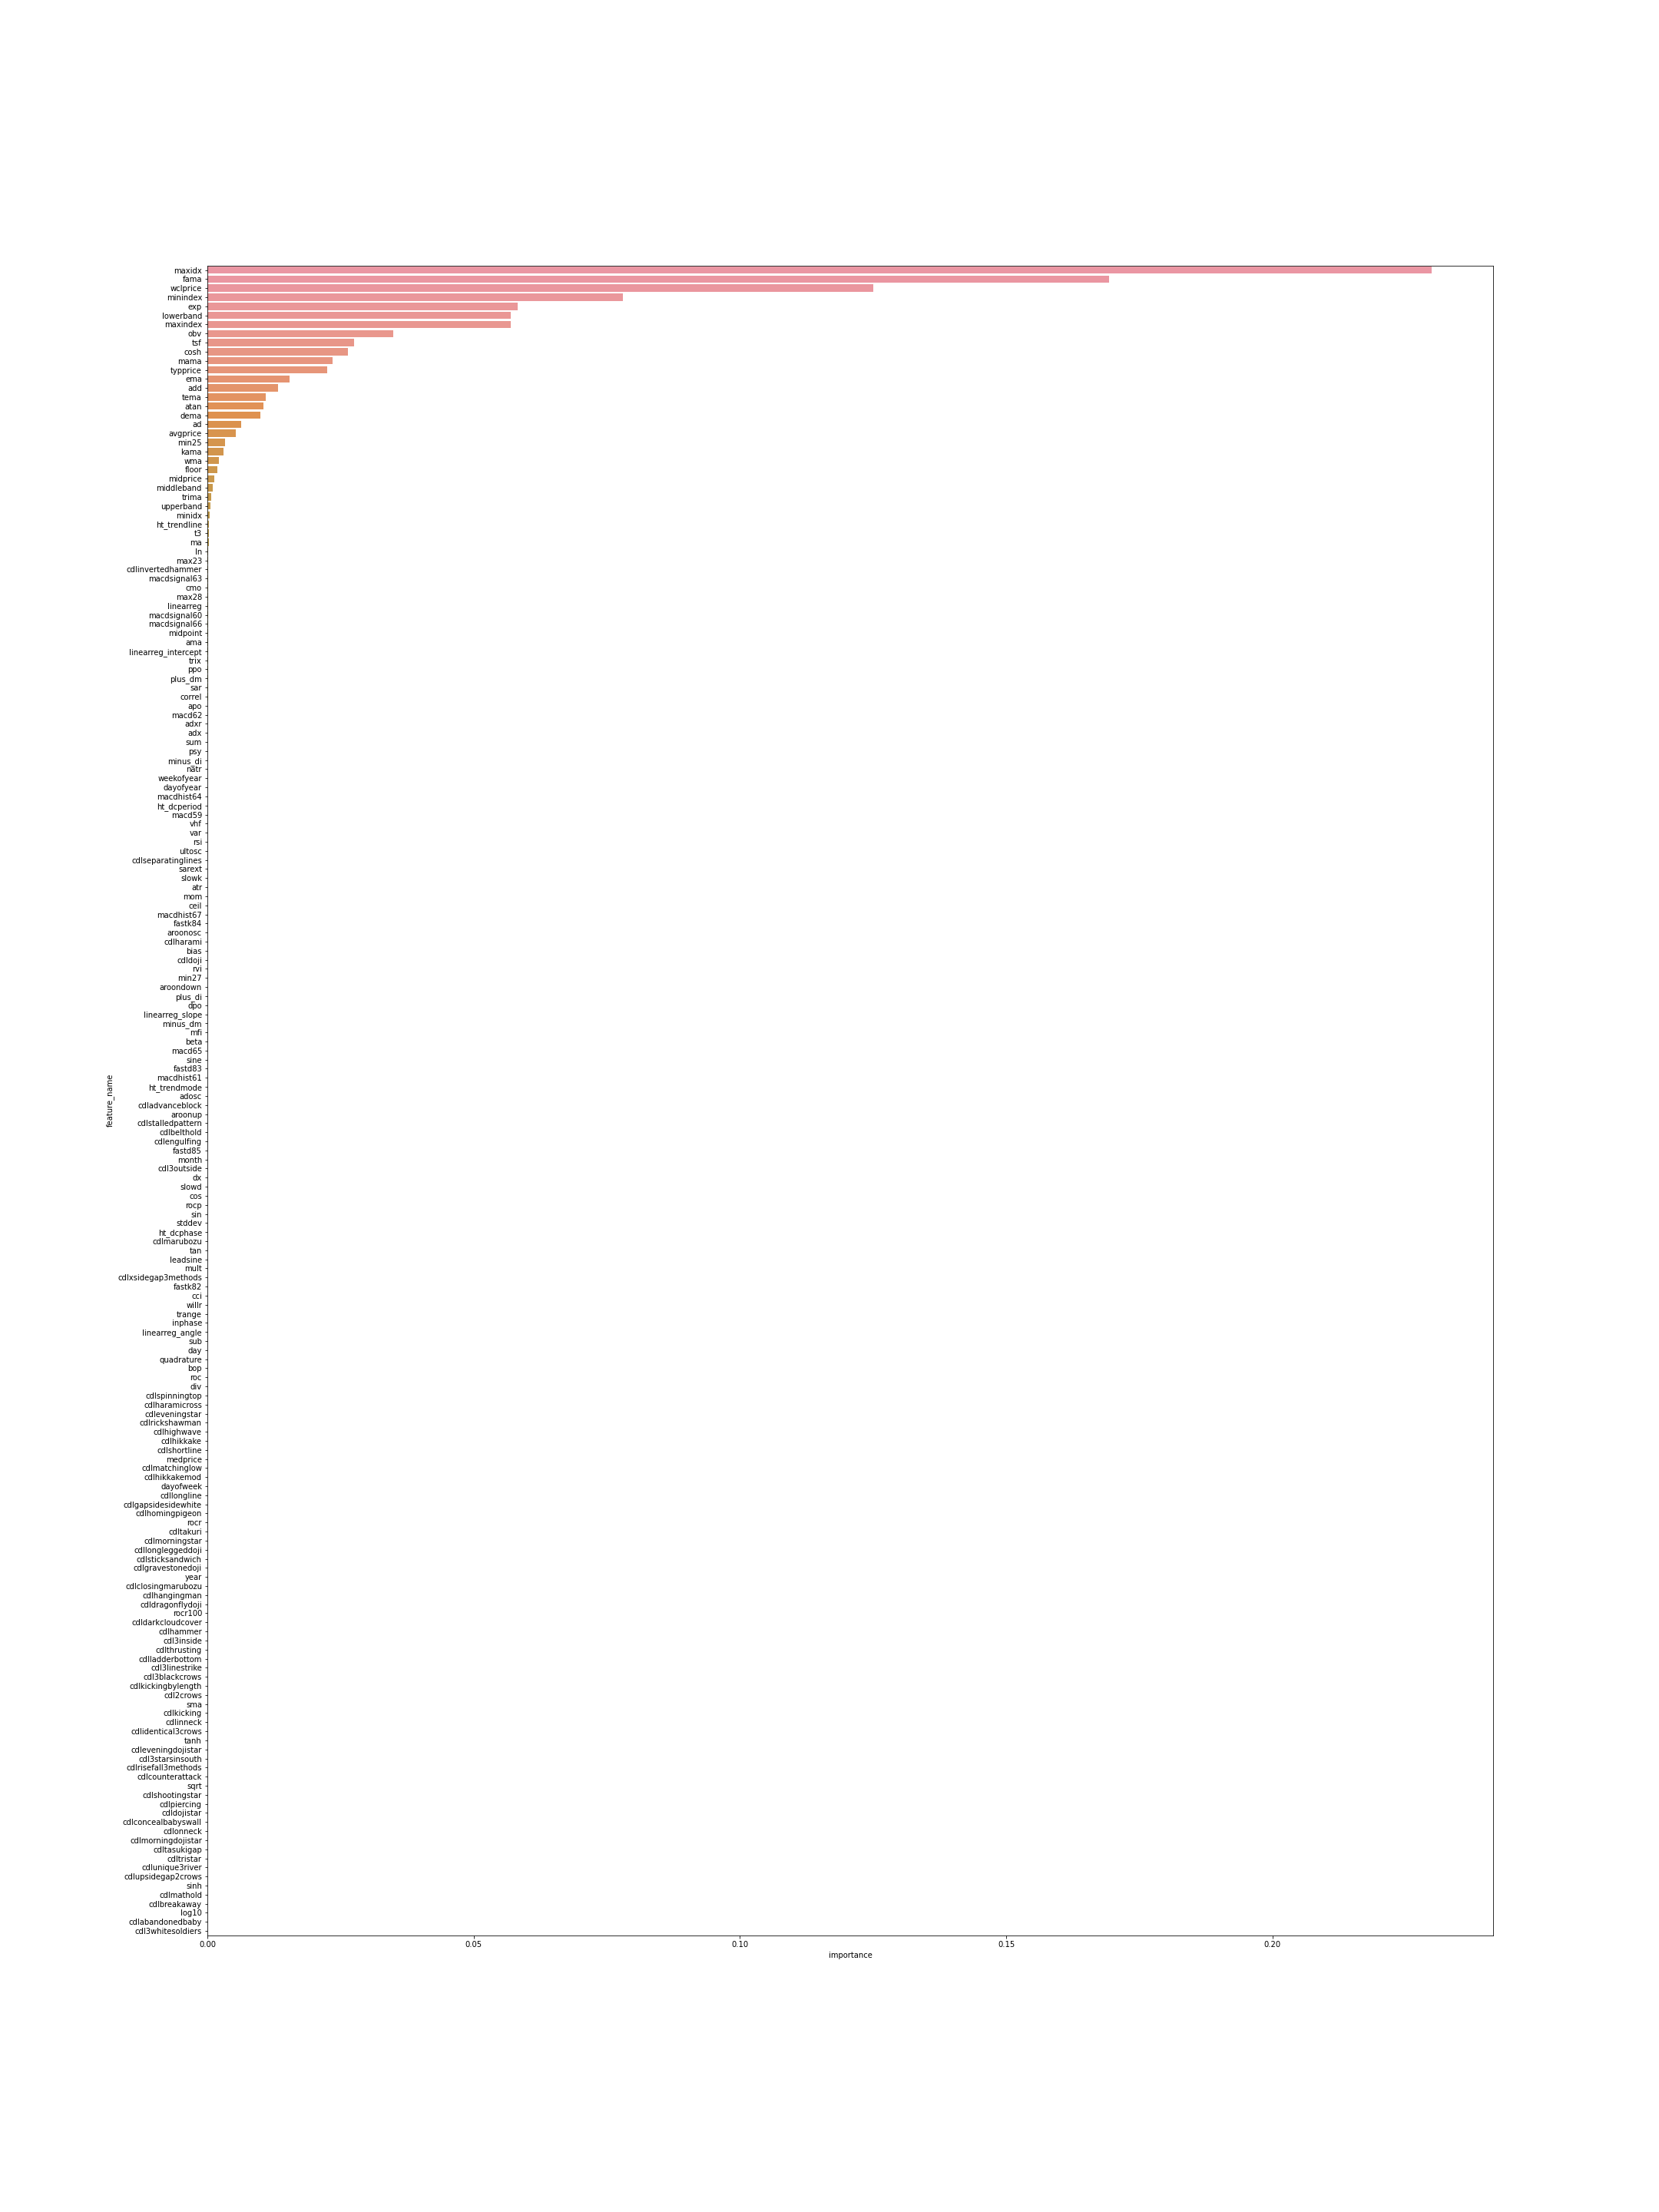 maxidx
fama
wclprice
minindex
exp
lowerband
maxindex
obv
tsf
cosh
mama
typprice
ema
add
tema
atan
dema
ad
avgprice
min25
kama
wma
floor
midprice
middleband
trima
upperband
minidx
ht_trendline
t3
ma
ln
max23
cdlinvertedhammer
macdsignal63
cmo
max28
linearreg
macdsignal60
macdsignal66
midpoint
ama
linearreg_intercept
trix
ppo
plus_dm
sar
correl
apo
macd62
adxr
adx
sum
psy
minus_di
natr
weekofyear
dayofyear
macdhist64
ht_dcperiod
macd59
vhf
var
rsi
ultosc
cdlseparatinglines
sarext
slowk
atr
mom
ceil
macdhist67
fastk84
aroonosc
cdlharami
bias
cdldoji
rvi
min27
aroondown
plus_di
dpo
linearreg_slope
minus_dm
mfi
beta
macd65
sine
fastd83
macdhist61
ht_trendmode
adosc
cdladvanceblock
aroonup
cdlstalledpattern
cdlbelthold
cdlengulfing
fastd85
month
cdl3outside
dx
slowd
cos
rocp
sin
stddev
ht_dcphase
cdlmarubozu
tan
leadsine
mult
cdlxsidegap3methods
fastk82
cci
willr
trange
inphase
linearreg_angle
sub
day
quadrature
bop
roc
div
cdlspinningtop
cdlharamicross
cdleveningstar
cdlrickshawman
cdlhighwave
cdlhikkake
cdlshortline
medprice
cdlmatchinglow
cdlhikkakemod
dayofweek
cdllongline
cdlgapsidesidewhite
cdlhomingpigeon
rocr
cdltakuri
cdlmorningstar
cdllongleggeddoji
cdlsticksandwich
cdlgravestonedoji
year
cdlclosingmarubozu
cdlhangingman
cdldragonflydoji
rocr100
cdldarkcloudcover
cdlhammer
cdl3inside
cdlthrusting
cdlladderbottom
cdl3linestrike
cdl3blackcrows
cdlkickingbylength
cdl2crows
sma
cdlkicking
cdlinneck
cdlidentical3crows
tanh
cdleveningdojistar
cdl3starsinsouth
cdlrisefall3methods
cdlcounterattack
sqrt
cdlshootingstar
cdlpiercing
cdldojistar
cdlconcealbabyswall
cdlonneck
cdlmorningdojistar
cdltasukigap
cdltristar
cdlunique3river
cdlupsidegap2crows
sinh
cdlmathold
cdlbreakaway
log10
cdlabandonedbaby
cdl3whitesoldiers
feature_name
0.00 0.05 0.10 0.15 0.20
importance